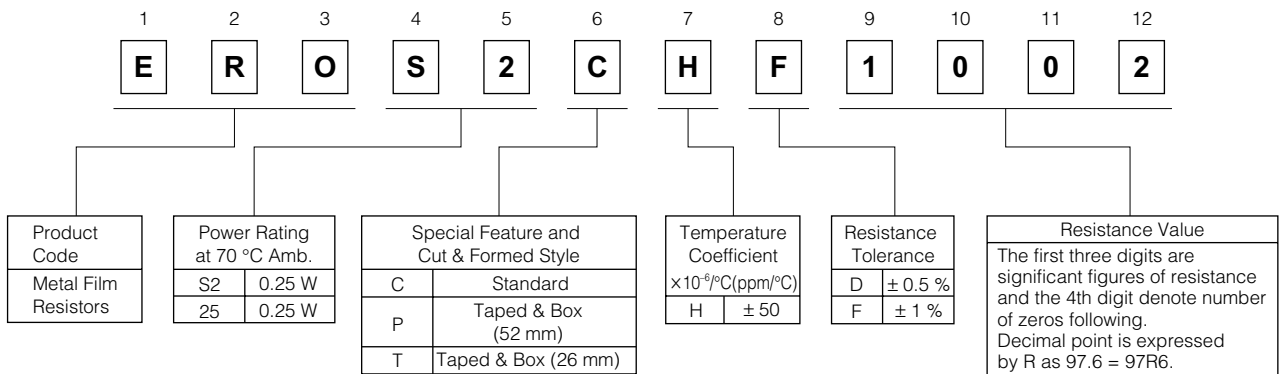 1 2 3 4 5 6 7 8 9 10 11 12
E R O S 2 C H F 1 0 0 2
Product
Code
Metal Film
Resistors
Power Rating
at 70 °C Amb.
S2 0.25 W
25 0.25 W
Special Feature and
Cut & Formed Style
C Standard
P Taped & Box
(52 mm)
T Taped & Box (26 mm)
Temperature
Coefficient
×10⁻⁶/°C(ppm/°C)
H ± 50
Resistance
Tolerance
D ± 0.5 %
F ± 1 %
Resistance Value
The first three digits are
significant figures of resistance
and the 4th digit denote number
of zeros following.
Decimal point is expressed
by R as 97.6 = 97R6.